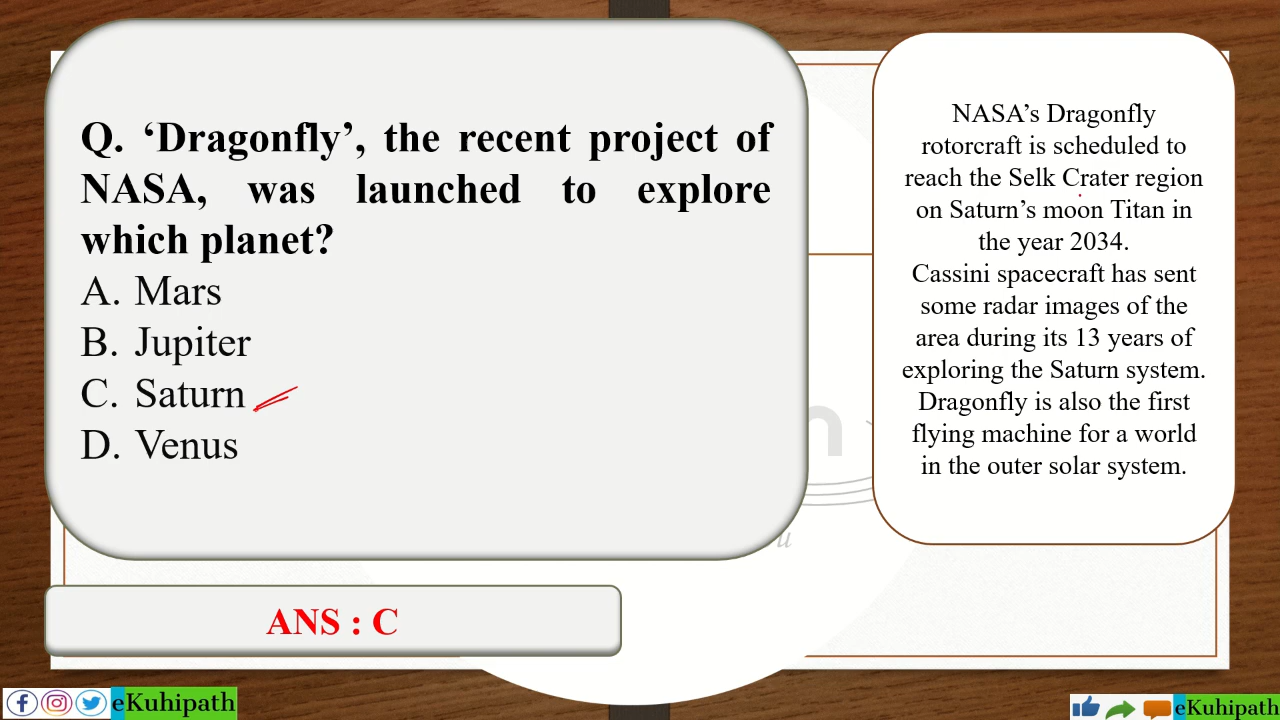 Q. ‘Dragonfly’, the recent project of
NASA, was launched to explore
which planet?
A. Mars
B. Jupiter
C. Saturn
D. Venus
ANS : C
NASA’s Dragonfly
rotorcraft is scheduled to
reach the Selk Crater region
on Saturn’s moon Titan in
the year 2034.
Cassini spacecraft has sent
some radar images of the
area during its 13 years of
exploring the Saturn system.
Dragonfly is also the first
flying machine for a world
in the outer solar system.
eKuhipath
eKuhipath